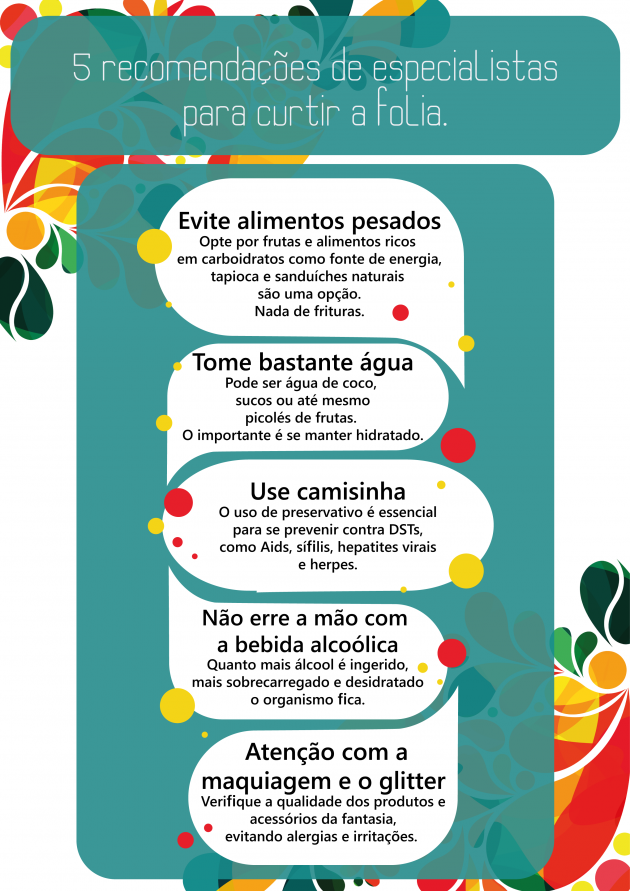 5 recomendações de especialistas
para curtir a folia.
Evite alimentos pesados
Opte por frutas e alimentos ricos
em carboidratos como fonte de energia,
tapioca e sanduíches naturais
são uma opção.
Nada de frituras.
Tome bastante água
Pode ser água de coco,
sucos ou até mesmo
picolés de frutas.
O importante é se manter hidratado.
Use camisinha
O uso de preservativo é essencial
para se prevenir contra DSTs,
como Aids, sífilis, hepatites virais
e herpes.
Não erre a mão com
a bebida alcoólica
Quanto mais álcool é ingerido,
mais sobrecarregado e desidratado
o organismo fica.
Atenção com a
maquiagem e o glitter
Verifique a qualidade dos produtos e
acessórios da fantasia,
evitando alergias e irritações.